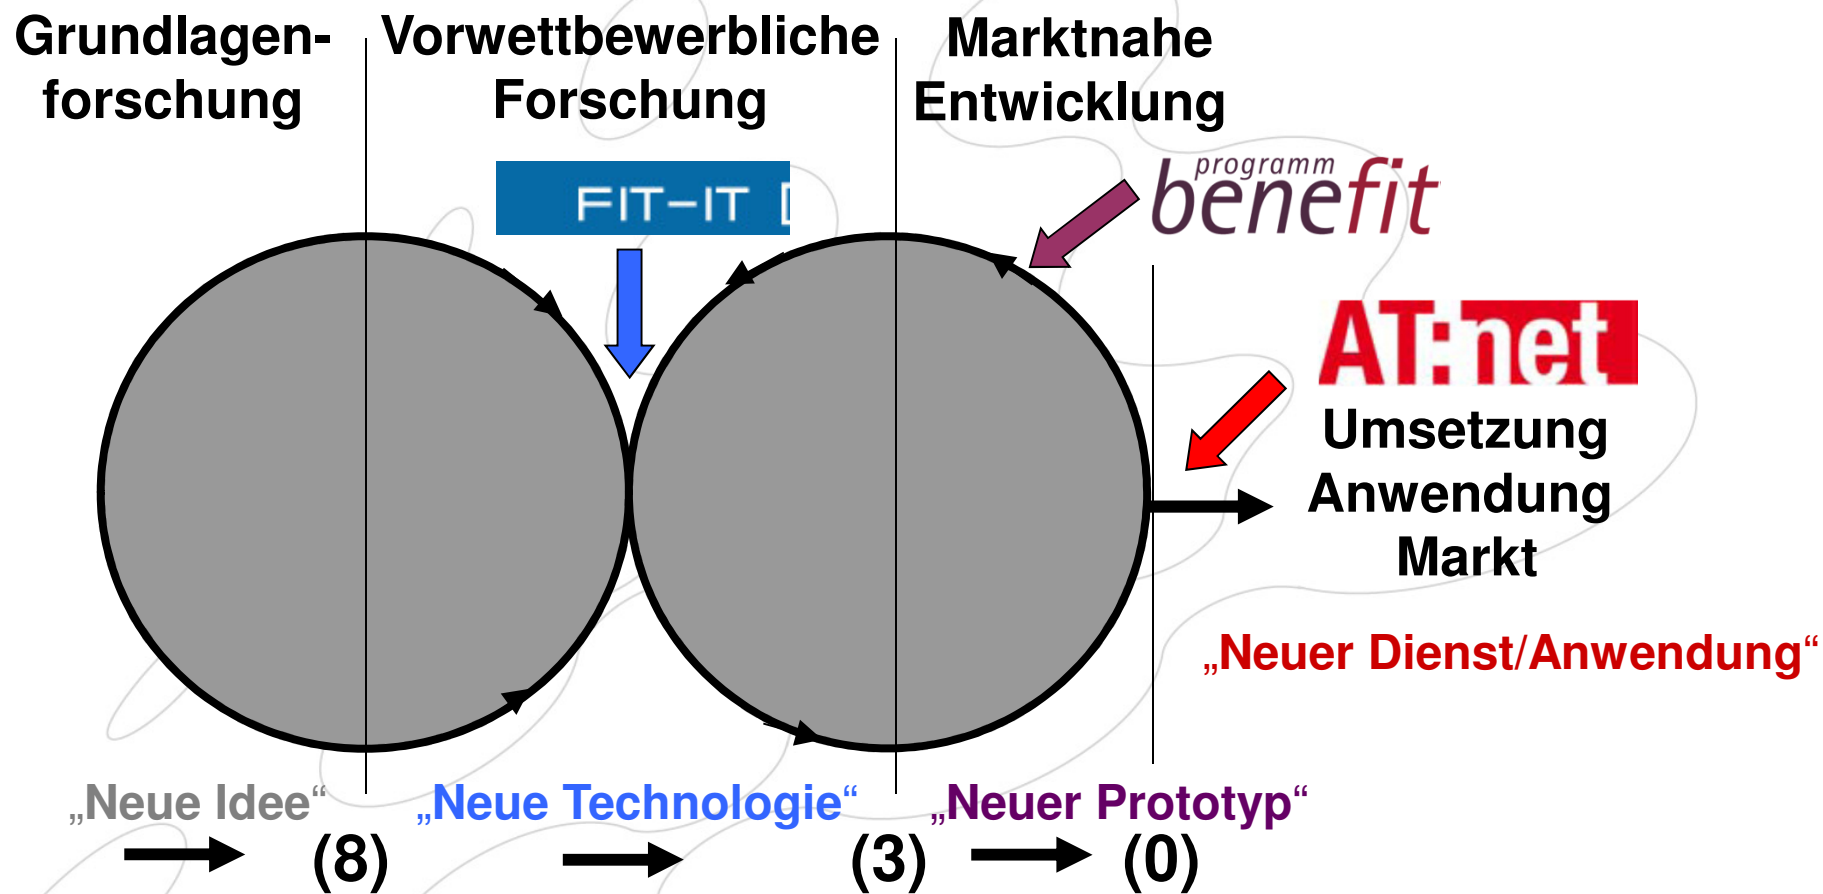 Grundlagen-
forschung
Vorwettbewerbliche
Forschung
Marktnahe
Entwicklung
FIT-IT
programm
benefit
AT:net
Umsetzung
Anwendung
Markt
„Neuer Dienst/Anwendung“
„Neue Idee“
„Neue Technologie“
„Neuer Prototyp“
(8)
(3)
(0)